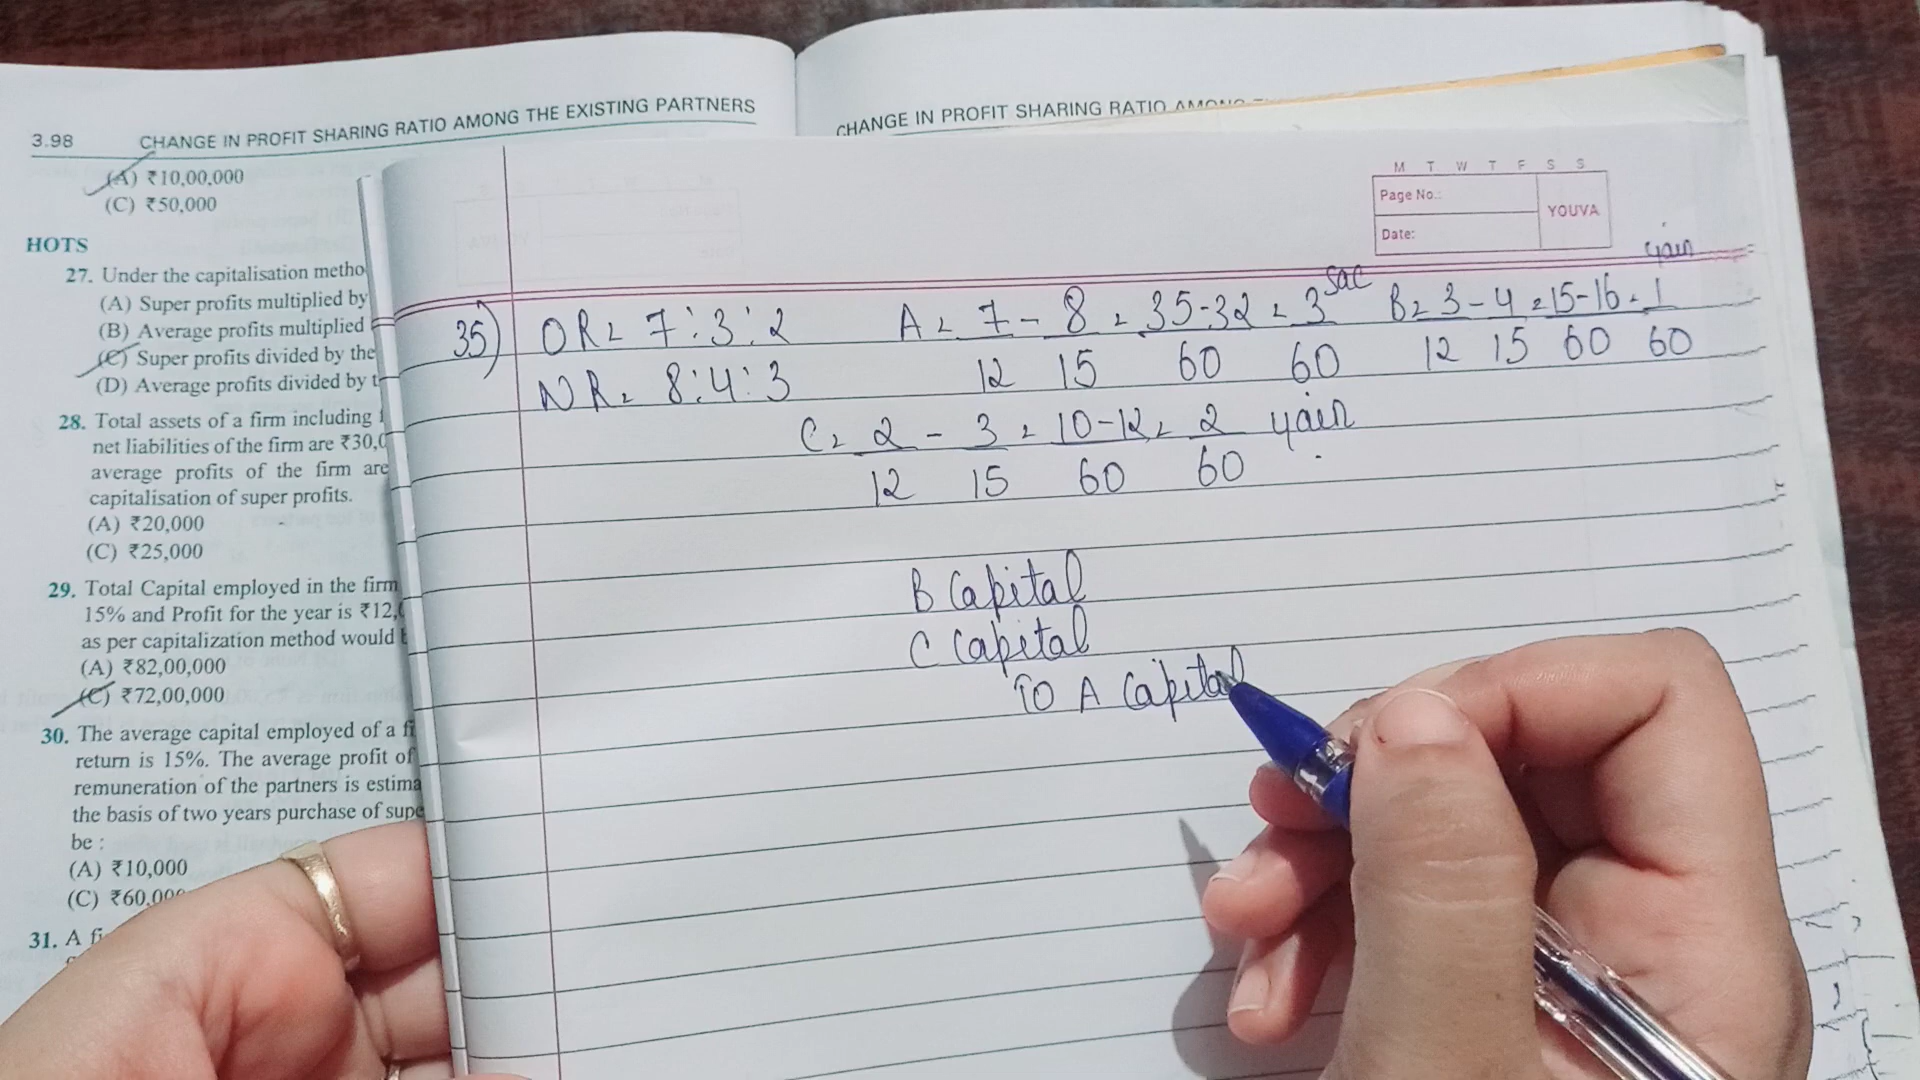 3.98 CHANGE IN PROFIT SHARING RATIO AMONG THE EXISTING PARTNERS
(A) ₹10,00,000
(C) ₹50,000
HOTS
27. Under the capitalisation metho
(A) Super profits multiplied by
(B) Average profits multiplied
(C) Super profits divided by the
(D) Average profits divided by t
28. Total assets of a firm including
net liabilities of the firm are ₹30,0
average profits of the firm are
capitalisation of super profits.
(A) ₹20,000
(C) ₹25,000
29. Total Capital employed in the firm
15% and Profit for the year is ₹12,
as per capitalization method would
(A) ₹82,00,000
(C) ₹72,00,000
30. The average capital employed of a fi
return is 15%. The average profit of
remuneration of the partners is estima
the basis of two years purchase of supe
be :
(A) ₹10,000
(C) ₹60,000
31. A fi
CHANGE IN PROFIT SHARING RATIO AMONG
M T W T F S S
Page No.:
YOUVA
Date:
35) OR = 7:3:2 A = 7/12 - 8/15 = 35-32/60 = 3/60 Sac B = 3/12 - 4/15 = 15-16/60 = 1/60 gain
NR = 8:4:3
C = 2/12 - 3/15 = 10-12/60 = 2/60 gain
B Capital
C Capital
TO A Capital